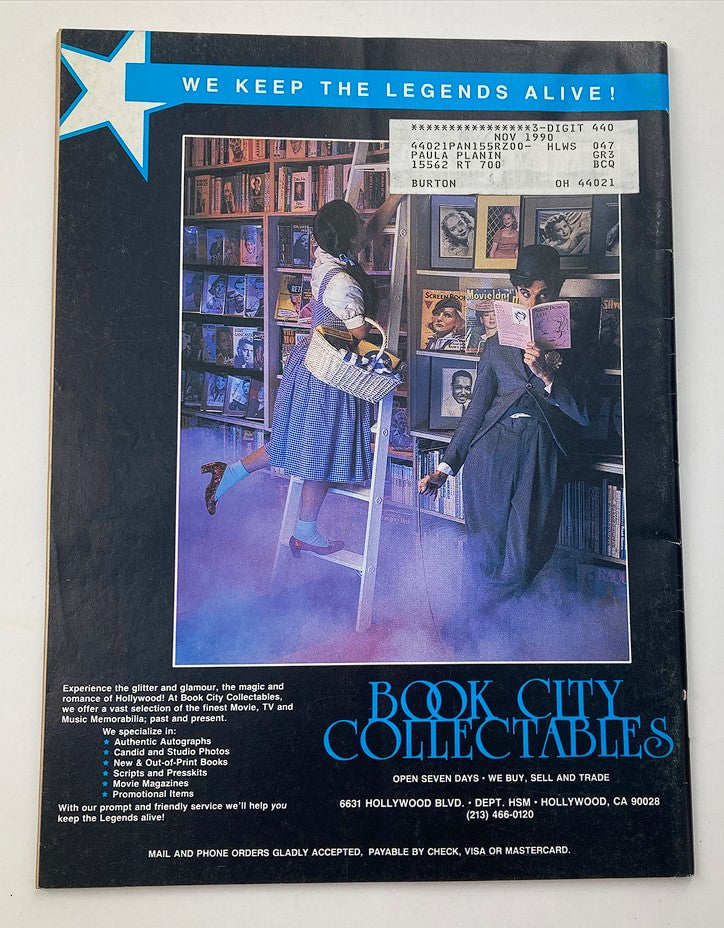 WE KEEP THE LEGENDS ALIVE!
****************3-DIGIT 440
NOV 1990
44021PAN155RZ00- HLWS 047
PAULA PLANIN GR3
15562 RT 700 BCQ
BURTON OH 44021
SCREEN BOOK
Movieland
Experience the glitter and glamour, the magic and
romance of Hollywood! At Book City Collectables,
we offer a vast selection of the finest Movie, TV and
Music Memorabilia; past and present.
We specialize in:
★ Authentic Autographs
★ Candid and Studio Photos
★ New & Out-of-Print Books
★ Scripts and Presskits
★ Movie Magazines
★ Promotional Items
With our prompt and friendly service we'll help you
keep the Legends alive!
BOOK CITY
COLLECTABLES
OPEN SEVEN DAYS • WE BUY, SELL AND TRADE
6631 HOLLYWOOD BLVD. • DEPT. HSM • HOLLYWOOD, CA 90028
(213) 466-0120
MAIL AND PHONE ORDERS GLADLY ACCEPTED, PAYABLE BY CHECK, VISA OR MASTERCARD.